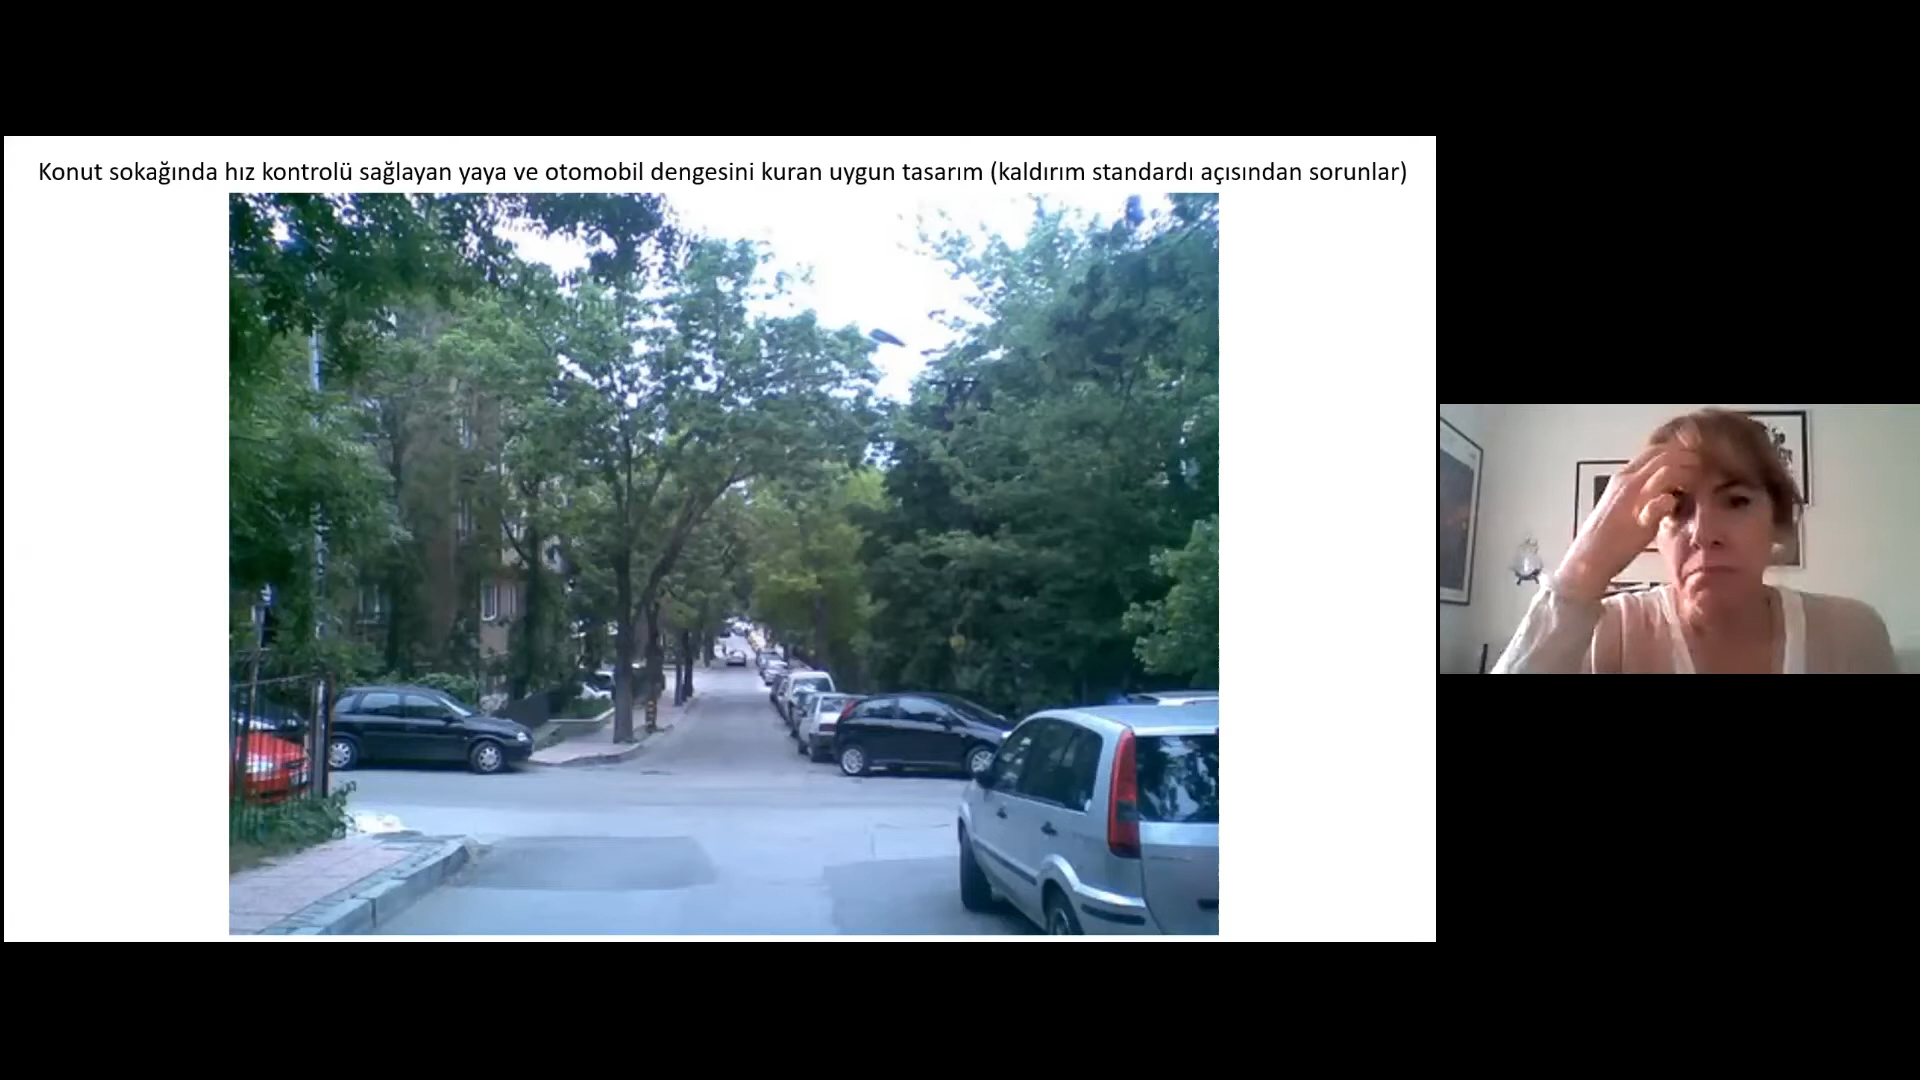 Konut sokağında hız kontrolü sağlayan yaya ve otomobil dengesini kuran uygun tasarım (kaldırım standardı açısından sorunlar)